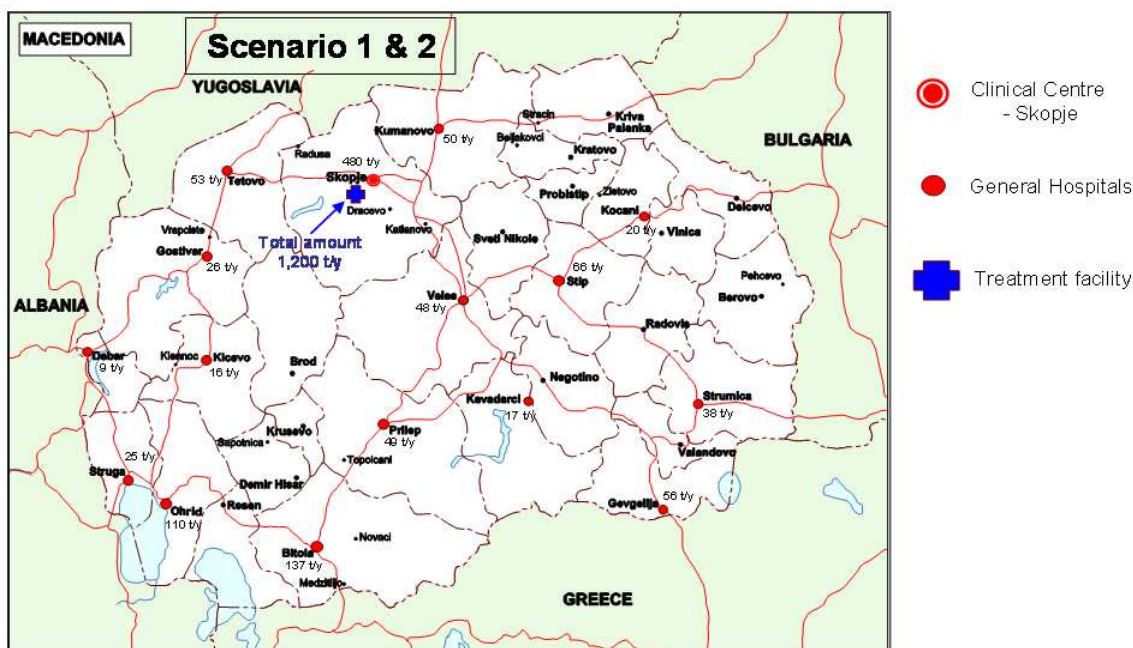 MACEDONIA
Scenario 1 & 2
YUGOSLAVIA
BULGARIA
ALBANIA
GREECE
Kumanovo
50 t/y
Stracin
Beljakovci
Kriva
Palanka
Kratovo
Radusa
480 t/y
Skopje
53 t/y
Tetovo
Dracevo
Katlanovo
Total amount
1,200 t/y
Probistip
Zletovo
Kocani
20 t/y
Delcevo
Vinica
Sveti Nikole
Vrapciste
Gostivar
26 t/y
66 t/y
Stip
Pehcevo
Berovo
Veles
48 t/y
Radovis
Debar
9 t/y
Klennoc
Kicevo
16 t/y
Brod
Negotino
Kavadarci
17 t/y
Strumica
38 t/y
Krusevo
Sapotnica
Prilep
49 t/y
Topolcani
Valandovo
25 t/y
Struga
Demir Hisar
Ohrid
110 t/y
Resen
56 t/y
Gevgelija
Novaci
Bitola
137 t/y
Medzitlijo
Clinical Centre
- Skopje
General Hospitals
Treatment facility